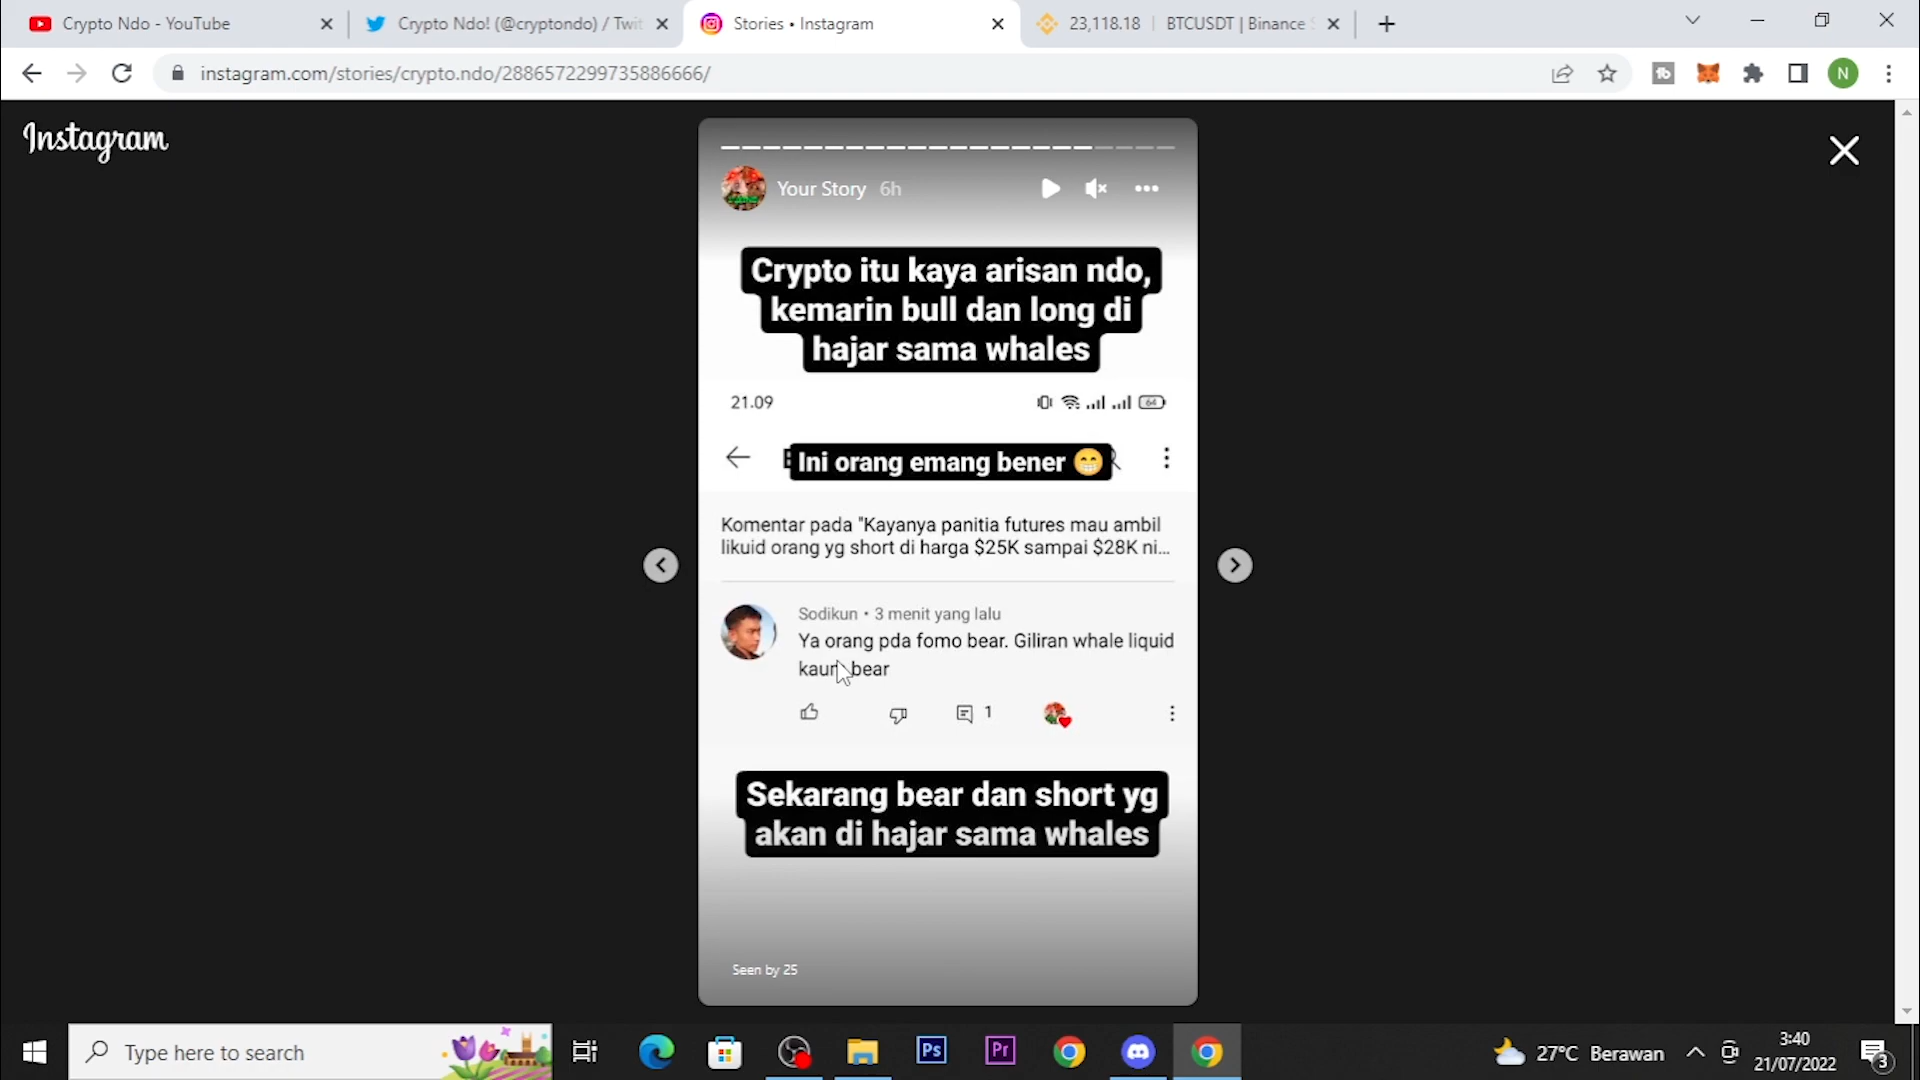 Crypto Ndo - YouTube
Crypto Ndo! (@cryptondo) / Twit
Stories • Instagram
23,118.18 | BTCUSDT | Binance S
instagram.com/stories/crypto.ndo/2886572299735886666/
N
Instagram
Your Story 6h
Crypto itu kaya arisan ndo,
kemarin bull dan long di
hajar sama whales
21.09
64
Ini orang emang bener 😁
Komentar pada "Kayanya panitia futures mau ambil
likuid orang yg short di harga $25K sampai $28K ni...
Sodikun • 3 menit yang lalu
Ya orang pda fomo bear. Giliran whale liquid
kaum bear
1
Sekarang bear dan short yg
akan di hajar sama whales
Seen by 25
Type here to search
Ps
Pr
27°C Berawan
3:40
21/07/2022
3